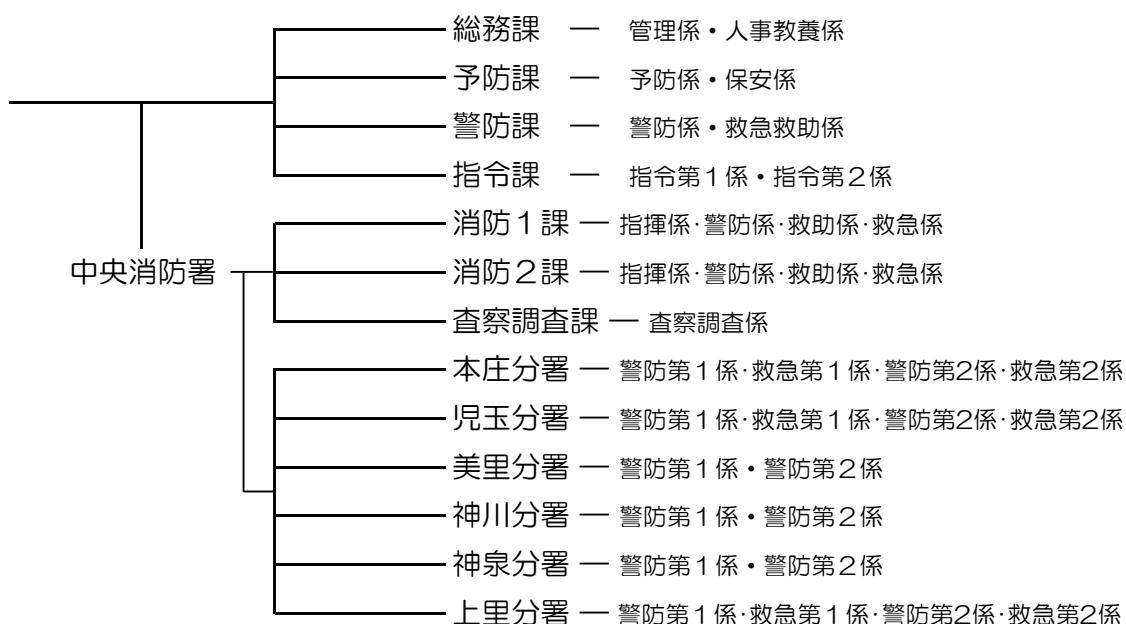 総務課 ― 管理係・人事教養係
予防課 ― 予防係・保安係
警防課 ― 警防係・救急救助係
指令課 ― 指令第１係・指令第２係
消防１課 ― 指揮係·警防係·救助係·救急係
中央消防署
消防２課 ― 指揮係·警防係·救助係·救急係
査察調査課 ― 査察調査係
本庄分署 ― 警防第１係·救急第１係·警防第2係·救急第2係
児玉分署 ― 警防第１係·救急第１係·警防第2係·救急第2係
美里分署 ― 警防第１係・警防第２係
神川分署 ― 警防第１係・警防第２係
神泉分署 ― 警防第１係・警防第２係
上里分署 ― 警防第１係·救急第１係·警防第2係·救急第2係